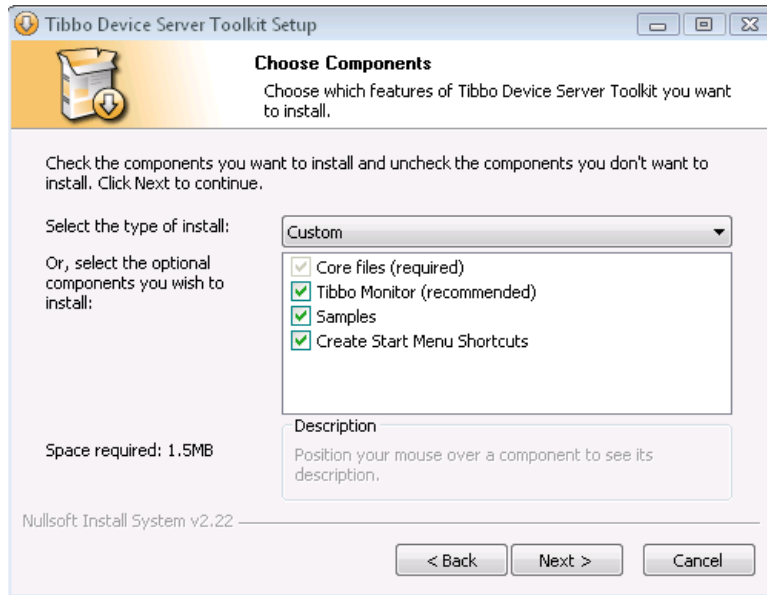 Tibbo Device Server Toolkit Setup
Choose Components
Choose which features of Tibbo Device Server Toolkit you want
to install.
Check the components you want to install and uncheck the components you don't want to
install. Click Next to continue.
Select the type of install:
Custom
Or, select the optional
components you wish to
install:
Core files (required)
Tibbo Monitor (recommended)
Samples
Create Start Menu Shortcuts
Space required: 1.5MB
Description
Position your mouse over a component to see its
description.
Nullsoft Install System v2.22
< Back
Next >
Cancel